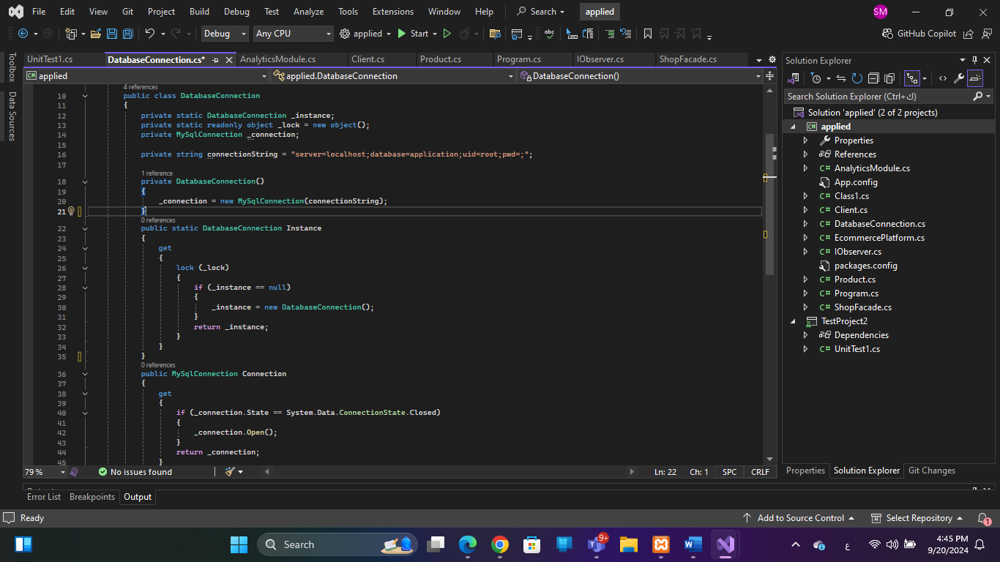 File Edit View Git Project Build Debug Test Analyze Tools Extensions Window Help Search applied SM
Debug Any CPU applied Start abc GitHub Copilot
UnitTest1.cs DatabaseConnection.cs* AnalyticsModule.cs Client.cs Product.cs Program.cs IObserver.cs ShopFacade.cs
C# applied applied.DatabaseConnection DatabaseConnection()
Toolbox
Data Sources
4 references
10 public class DatabaseConnection
11 {
12 private static DatabaseConnection _instance;
13 private static readonly object _lock = new object();
14 private MySqlConnection _connection;
15
16 private string connectionString = "server=localhost;database=application;uid=root;pwd=;";
17
1 reference
18 private DatabaseConnection()
19 {
20 _connection = new MySqlConnection(connectionString);
21 }
0 references
22 public static DatabaseConnection Instance
23 {
24 get
25 {
26 lock (_lock)
27 {
28 if (_instance == null)
29 {
30 _instance = new DatabaseConnection();
31 }
32 return _instance;
33 }
34 }
35 }
0 references
36 public MySqlConnection Connection
37 {
38 get
39 {
40 if (_connection.State == System.Data.ConnectionState.Closed)
41 {
42 _connection.Open();
43 }
44 return _connection;
45 }
79 % No issues found Ln: 22 Ch: 1 SPC CRLF
Solution Explorer
Search Solution Explorer (Ctrl+ك)
Solution 'applied' (2 of 2 projects)
C# applied
Properties
References
C# AnalyticsModule.cs
App.config
C# Class1.cs
C# Client.cs
C# DatabaseConnection.cs
C# EcommercePlatform.cs
C# IObserver.cs
packages.config
C# Product.cs
C# Program.cs
C# ShopFacade.cs
TestProject2
Dependencies
C# UnitTest1.cs
Properties Solution Explorer Git Changes
Error List Breakpoints Output
Ready Add to Source Control Select Repository 1
Search 9+ ع 4:45 PM
9/20/2024